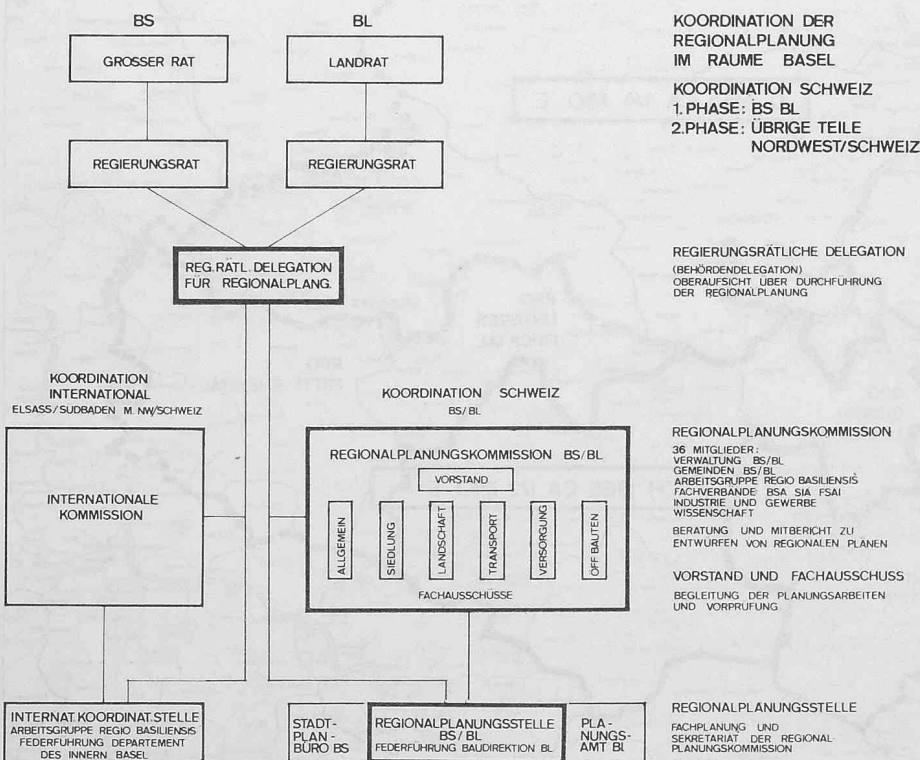 BS
BL
GROSSER RAT
LANDRAT
REGIERUNGSRAT
REGIERUNGSRAT
REG.RÄTL. DELEGATION
FÜR REGIONALPLANG.
KOORDINATION
INTERNATIONAL
ELSASS/SÜDBADEN M. NW/SCHWEIZ
INTERNATIONALE
KOMMISSION
KOORDINATION SCHWEIZ
BS/BL
REGIONALPLANUNGSKOMMISSION BS/BL
VORSTAND
ALLGEMEIN
SIEDLUNG
LANDSCHAFT
TRANSPORT
VERSORGUNG
ÖFF BAUTEN
FACHAUSSCHÜSSE
INTERNAT. KOORDINAT. STELLE
ARBEITSGRUPPE REGIO BASILIENSIS
FEDERFÜHRUNG DEPARTEMENT
DES INNERN BASEL
STADT-
PLAN-
BÜRO BS
REGIONALPLANUNGSSTELLE
BS/BL
FEDERFÜHRUNG BAUDIREKTION BL
PLA-
NUNGS-
AMT BL
KOORDINATION DER
REGIONALPLANUNG
IM RAUME BASEL
KOORDINATION SCHWEIZ
1. PHASE: BS BL
2. PHASE: ÜBRIGE TEILE
NORDWEST/SCHWEIZ
REGIERUNGSRÄTLICHE DELEGATION
(BEHÖRDENDELEGATION)
OBERAUFSICHT ÜBER DURCHFÜHRUNG
DER REGIONALPLANUNG
REGIONALPLANUNGSKOMMISSION
36 MITGLIEDER:
VERWALTUNG BS/BL
GEMEINDEN BS/BL
ARBEITSGRUPPE REGIO BASILIENSIS
FACHVERBÄNDE BSA SIA FSAI
INDUSTRIE UND GEWERBE
WISSENSCHAFT
BERATUNG UND MITBERICHT ZU
ENTWÜRFEN VON REGIONALEN PLÄNEN
VORSTAND UND FACHAUSSCHUSS
BEGLEITUNG DER PLANUNGSARBEITEN
UND VORPRÜFUNG
REGIONALPLANUNGSSTELLE
FACHPLANUNG UND
SEKRETARIAT DER REGIONAL-
PLANUNGSKOMMISSION